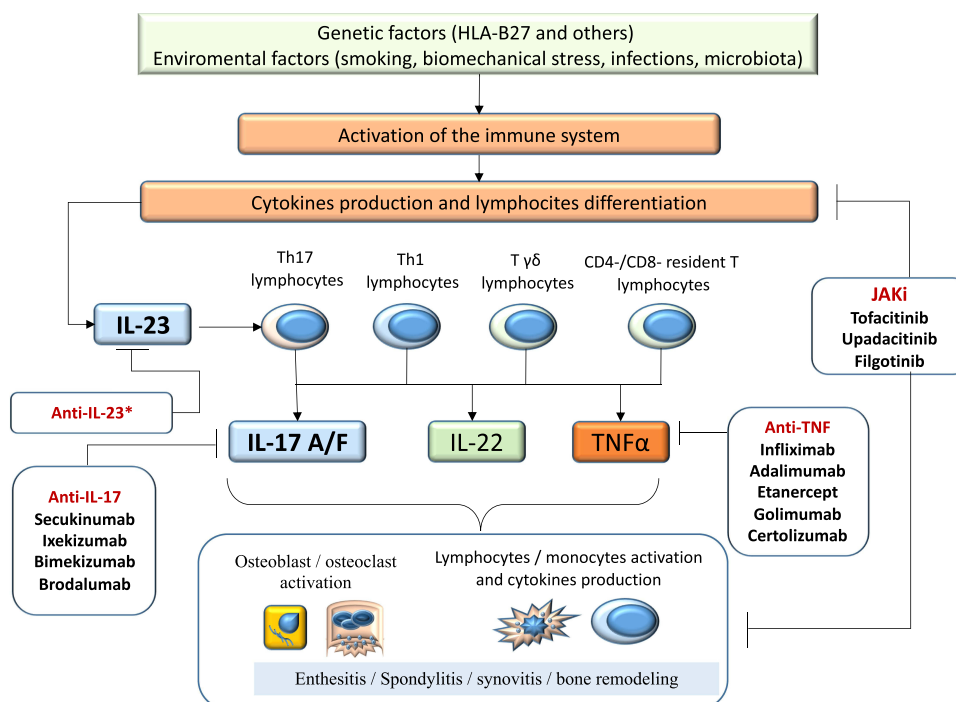 Genetic factors (HLA-B27 and others)
Enviromental factors (smoking, biomechanical stress, infections, microbiota)
Activation of the immune system
Cytokines production and lymphocites differentiation
Th17
lymphocytes
Th1
lymphocytes
T γδ
lymphocytes
CD4-/CD8- resident T
lymphocytes
IL-23
JAKi
Tofacitinib
Upadacitinib
Filgotinib
Anti-IL-23*
IL-17 A/F
IL-22
TNFα
Anti-TNF
Infliximab
Adalimumab
Etanercept
Golimumab
Certolizumab
Anti-IL-17
Secukinumab
Ixekizumab
Bimekizumab
Brodalumab
Osteoblast / osteoclast
activation
Lymphocytes / monocytes activation
and cytokines production
Enthesitis / Spondylitis / synovitis / bone remodeling